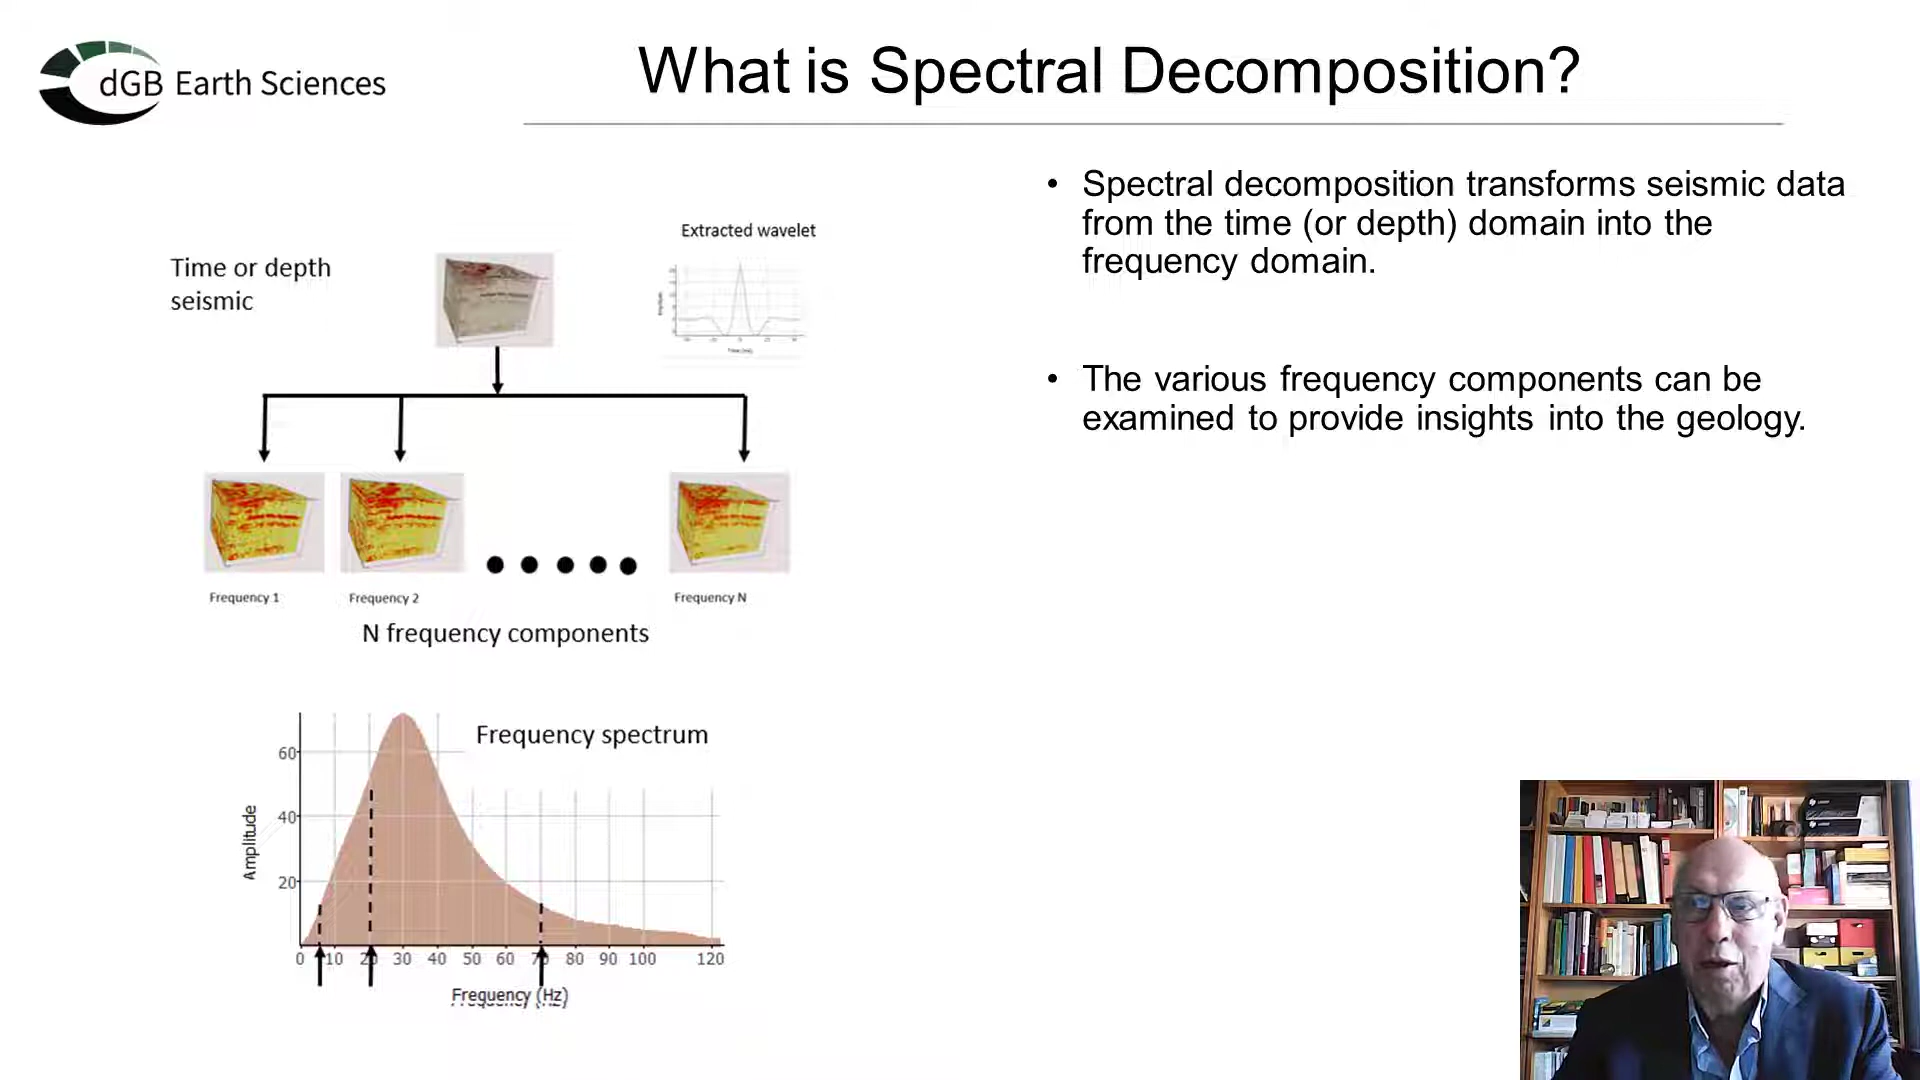 dGB Earth Sciences
What is Spectral Decomposition?
• Spectral decomposition transforms seismic data
from the time (or depth) domain into the
frequency domain.
• The various frequency components can be
examined to provide insights into the geology.
Extracted wavelet
Time or depth
seismic
Frequency 1
Frequency 2
Frequency N
N frequency components
Frequency spectrum
Amplitude
60
40
20
0 10 20 30 40 50 60 70 80 90 100 120
Frequency (Hz)